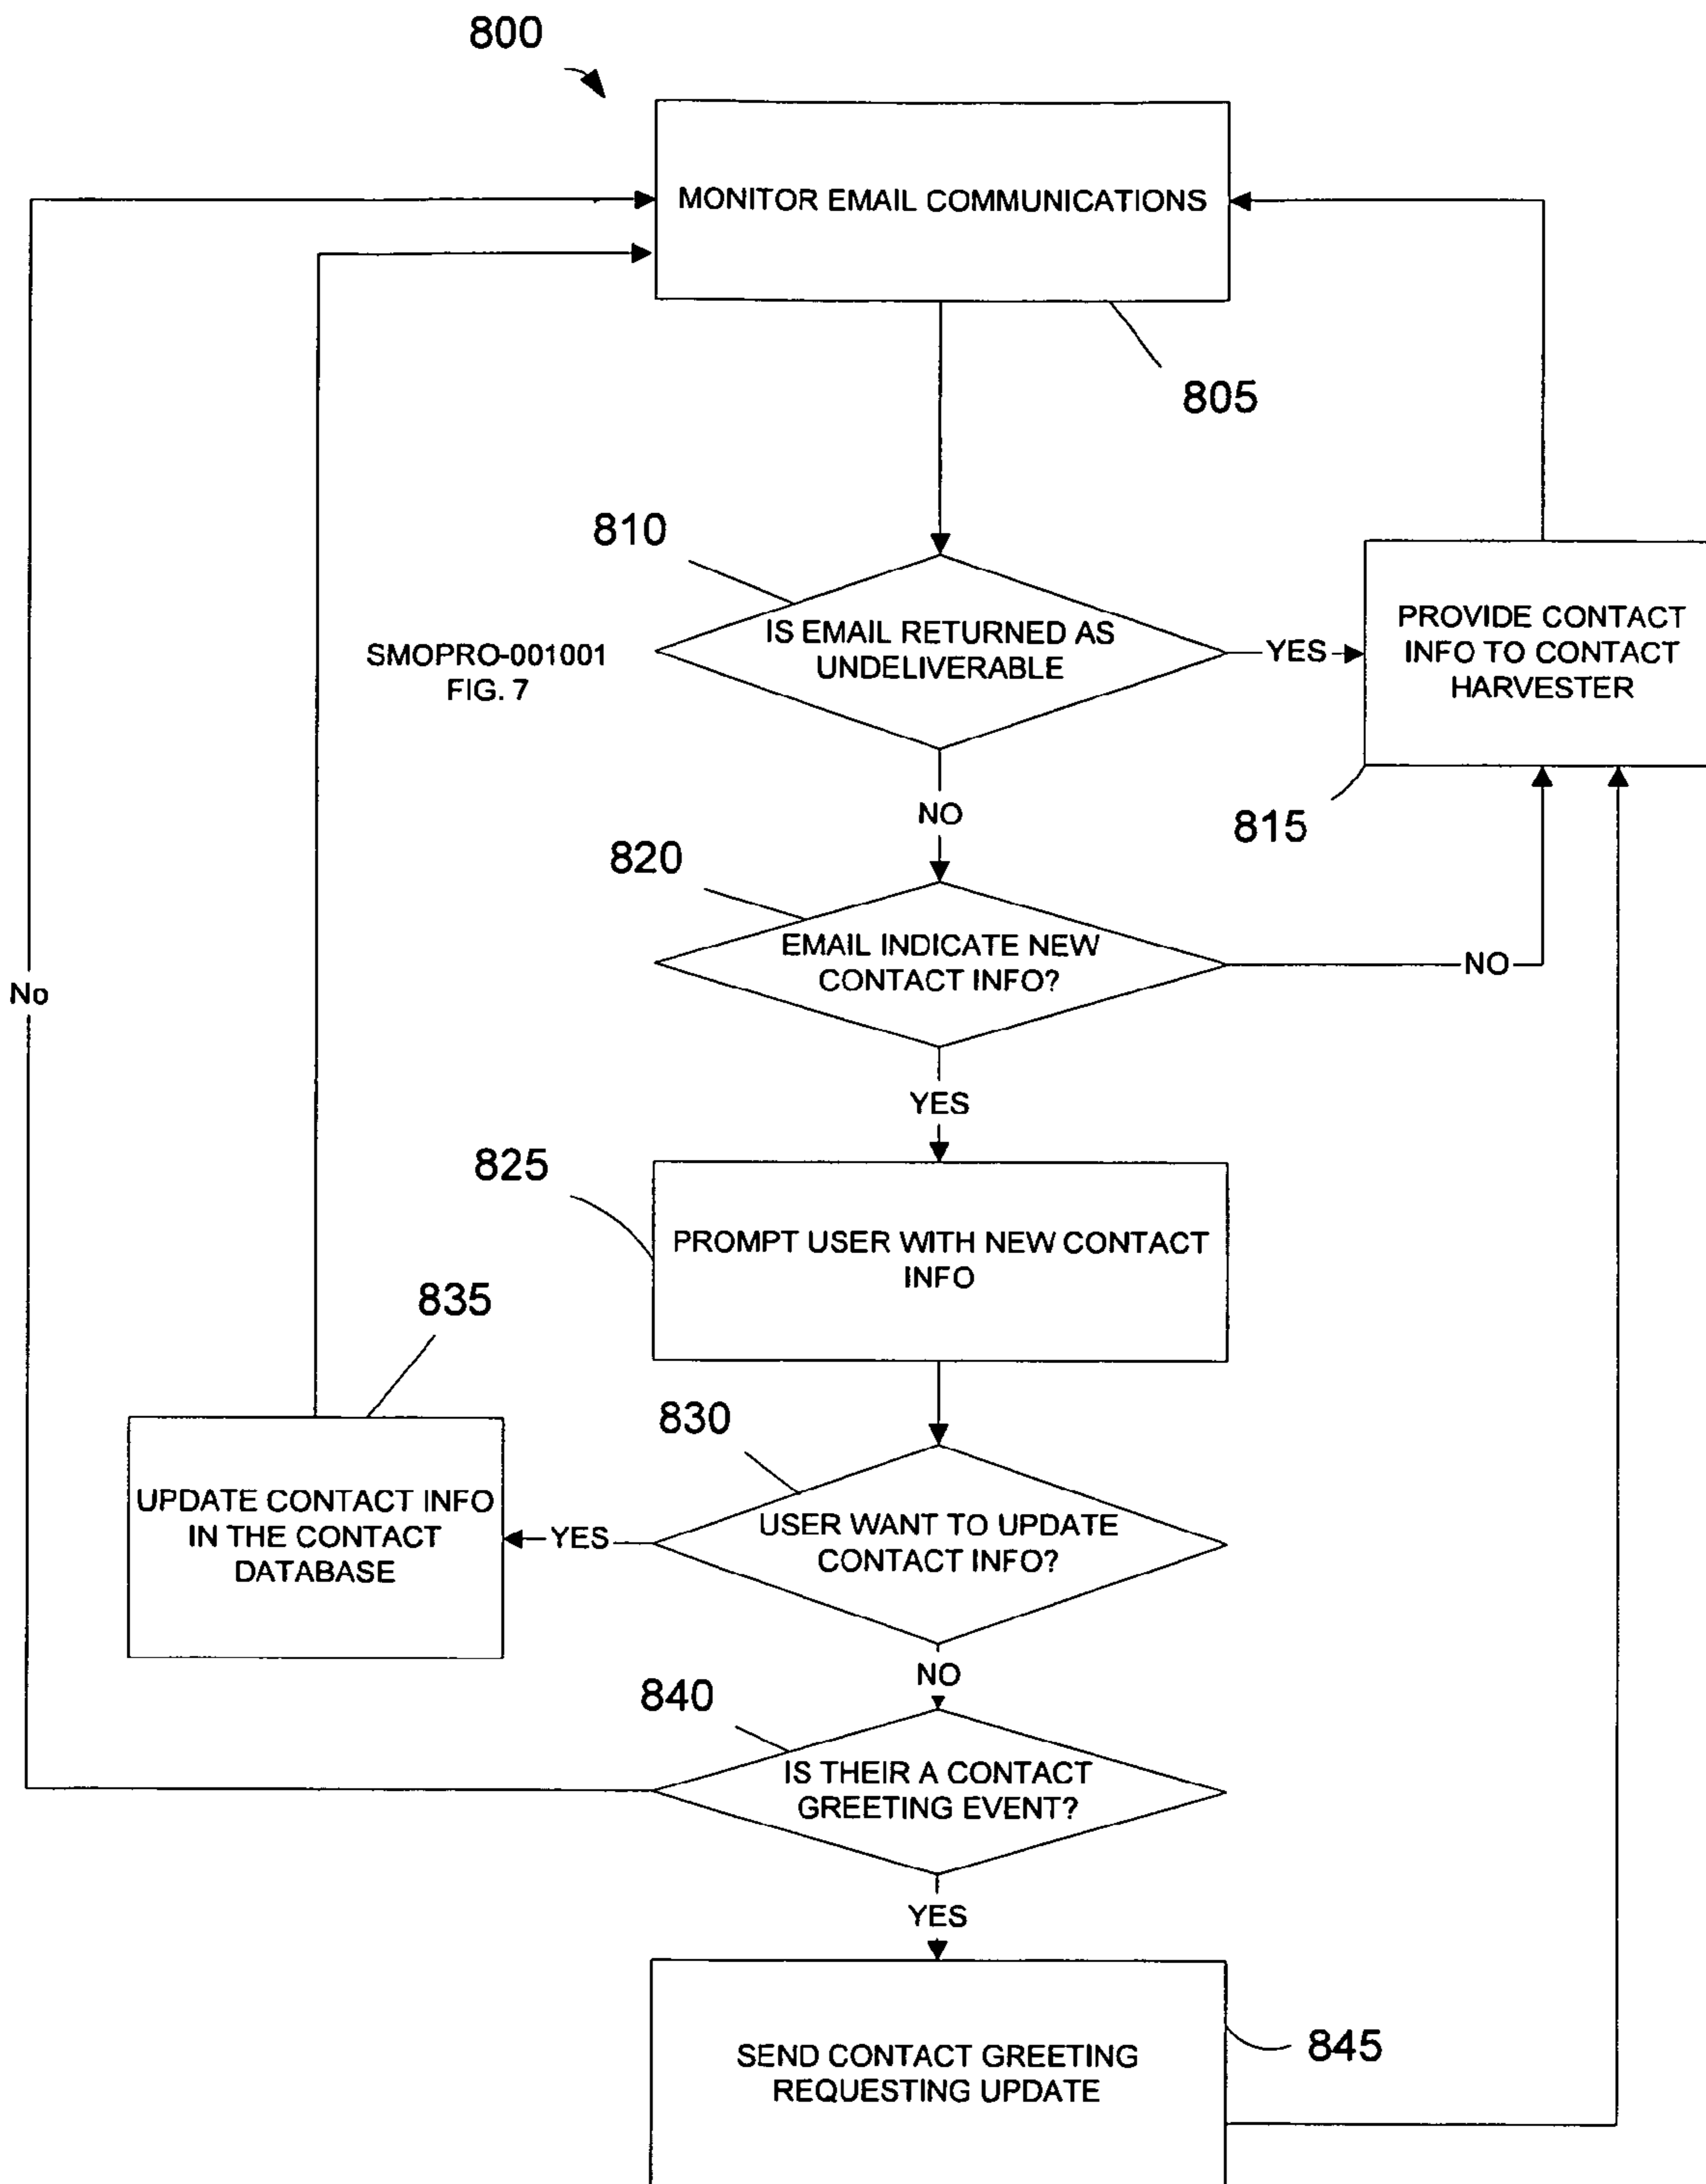 800
MONITOR EMAIL COMMUNICATIONS
805
810
IS EMAIL RETURNED AS
UNDELIVERABLE
YES
PROVIDE CONTACT
INFO TO CONTACT
HARVESTER
SMOPRO-001001
FIG. 7
815
NO
820
EMAIL INDICATE NEW
CONTACT INFO?
NO
No
YES
825
PROMPT USER WITH NEW CONTACT
INFO
835
830
UPDATE CONTACT INFO
IN THE CONTACT
DATABASE
YES
USER WANT TO UPDATE
CONTACT INFO?
NO
840
IS THEIR A CONTACT
GREETING EVENT?
YES
SEND CONTACT GREETING
REQUESTING UPDATE
845